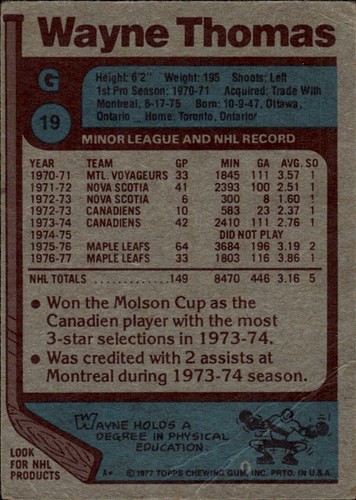 Wayne Thomas
G
19
Height: 6'2" Weight: 195 Shoots: Left
1st Pro Season: 1970-71 Acquired: Trade With
Montreal, 6-17-75 Born: 10-9-47, Ottawa,
Ontario Home: Toronto, Ontario
MINOR LEAGUE AND NHL RECORD
YEAR TEAM GP MIN GA AVG. SO
1970-71 MTL. VOYAGEURS 33 1845 111 3.57 1
1971-72 NOVA SCOTIA 41 2393 100 2.51 1
1972-73 NOVA SCOTIA 6 300 8 1.60 1
1972-73 CANADIENS 10 583 23 2.37 1
1973-74 CANADIENS 42 2410 111 2.76 1
1974-75 DID NOT PLAY
1975-76 MAPLE LEAFS 64 3684 196 3.19 2
1976-77 MAPLE LEAFS 33 1803 116 3.86 1
NHL TOTALS 149 8470 446 3.16 5
• Won the Molson Cup as the
Canadien player with the most
3-star selections in 1973-74.
• Was credited with 2 assists at
Montreal during 1973-74 season.
WAYNE HOLDS A
DEGREE IN PHYSICAL
EDUCATION.
LOOK
FOR NHL
PRODUCTS
A*
© 1977 TOPPS CHEWING GUM, INC. PRTD. IN U.S.A.